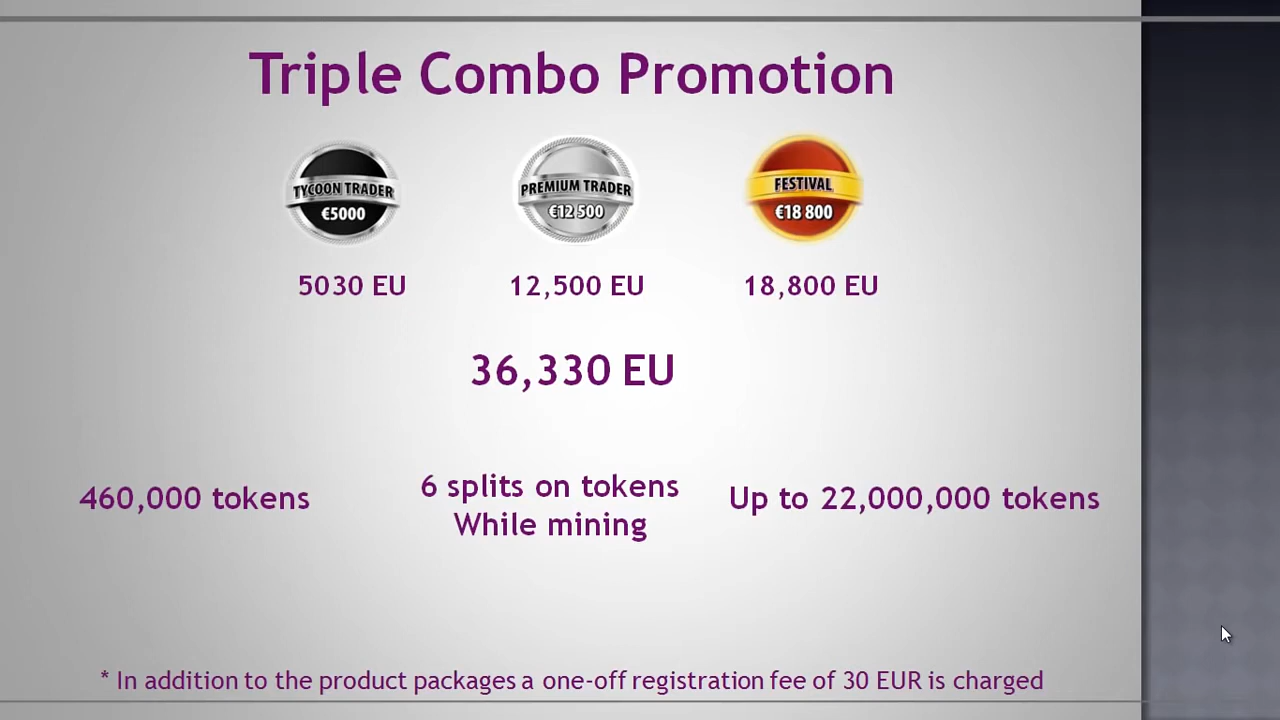 Triple Combo Promotion
TYCOON TRADER
€5000
PREMIUM TRADER
€12 500
FESTIVAL
€18 800
5030 EU
12,500 EU
18,800 EU
36,330 EU
460,000 tokens
6 splits on tokens
While mining
Up to 22,000,000 tokens
* In addition to the product packages a one-off registration fee of 30 EUR is charged